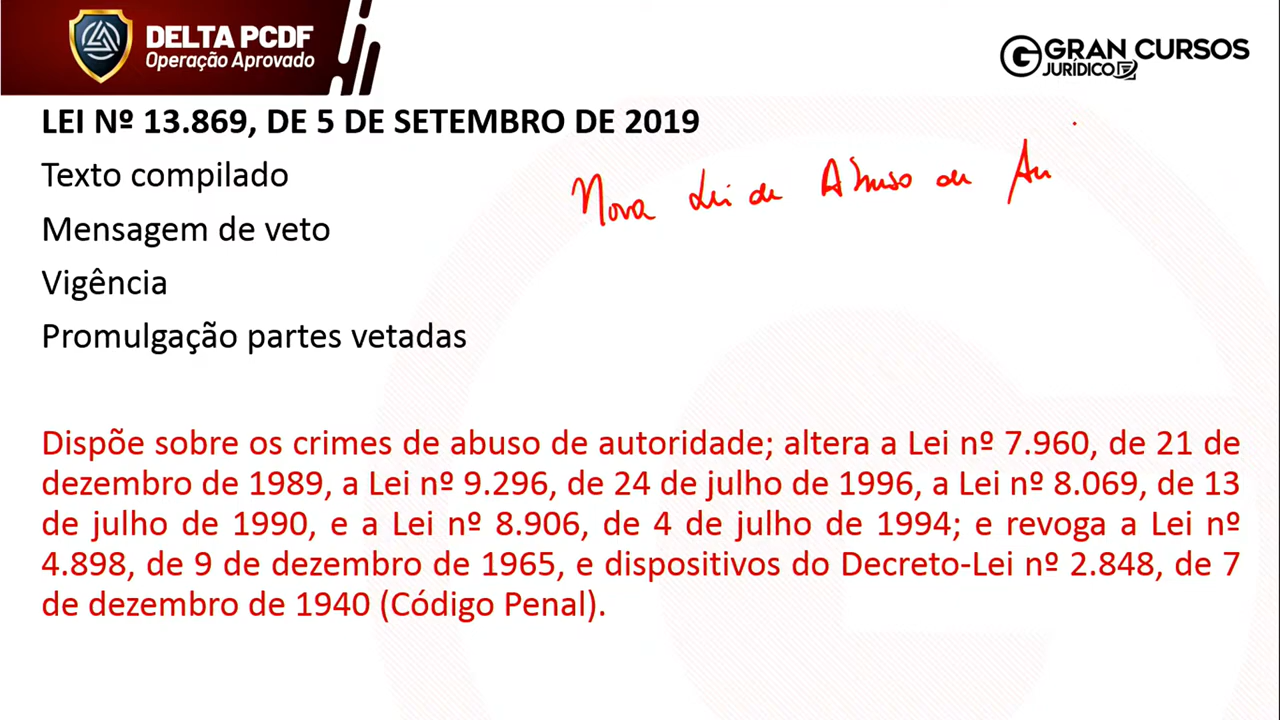 DELTA PCDF
Operação Aprovado
GRAN CURSOS
JURÍDICO
LEI Nº 13.869, DE 5 DE SETEMBRO DE 2019
Texto compilado
Nova Lei de Abuso de Au
Mensagem de veto
Vigência
Promulgação partes vetadas
Dispõe sobre os crimes de abuso de autoridade; altera a Lei nº 7.960, de 21 de
dezembro de 1989, a Lei nº 9.296, de 24 de julho de 1996, a Lei nº 8.069, de 13
de julho de 1990, e a Lei nº 8.906, de 4 de julho de 1994; e revoga a Lei nº
4.898, de 9 de dezembro de 1965, e dispositivos do Decreto-Lei nº 2.848, de 7
de dezembro de 1940 (Código Penal).